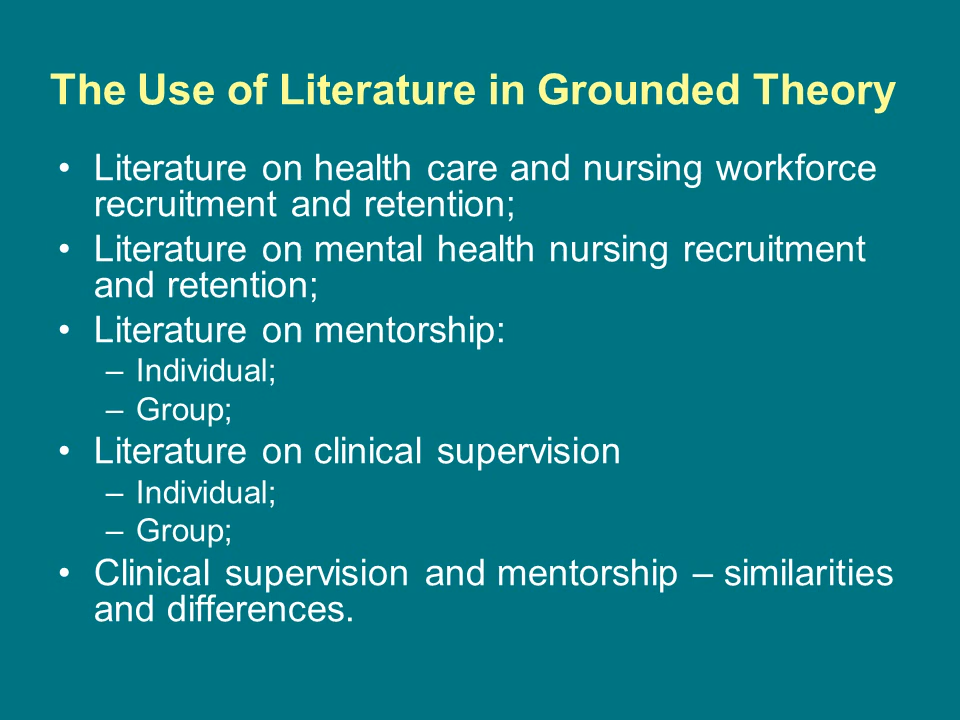 The Use of Literature in Grounded Theory
• Literature on health care and nursing workforce
recruitment and retention;
• Literature on mental health nursing recruitment
and retention;
• Literature on mentorship:
– Individual;
– Group;
• Literature on clinical supervision
– Individual;
– Group;
• Clinical supervision and mentorship – similarities
and differences.